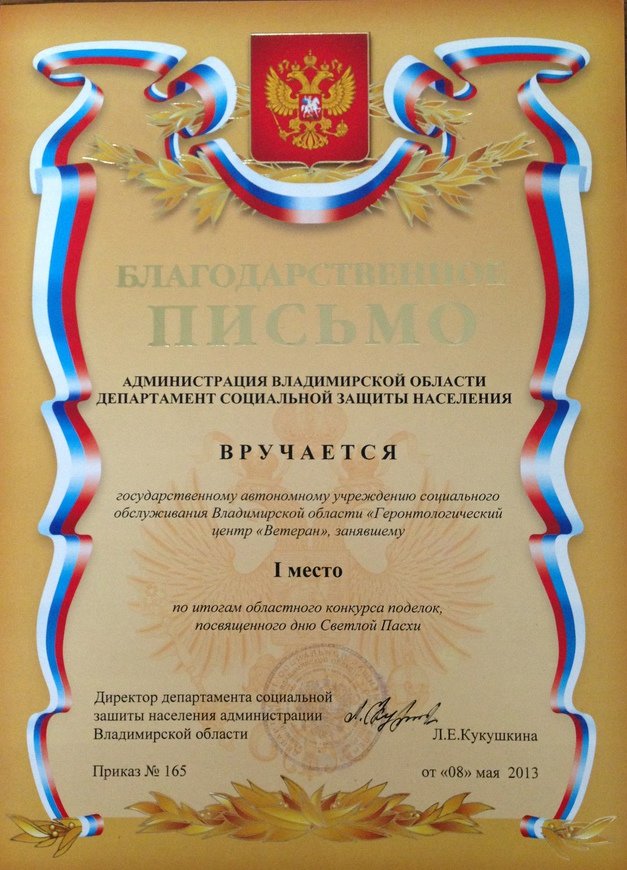 БЛАГОДАРСТВЕННОЕ
ПИСЬМО
АДМИНИСТРАЦИЯ ВЛАДИМИРСКОЙ ОБЛАСТИ
ДЕПАРТАМЕНТ СОЦИАЛЬНОЙ ЗАЩИТЫ НАСЕЛЕНИЯ
ВРУЧАЕТСЯ
государственному автономному учреждению социального
обслуживания Владимирской области «Геронтологический
центр «Ветеран», занявшему
I место
по итогам областного конкурса поделок,
посвященного дню Светлой Пасхи
Директор департамента социальной
зашиты населения администрации
Владимирской области
Л.Е.Кукушкина
Приказ № 165
от «08» мая 2013